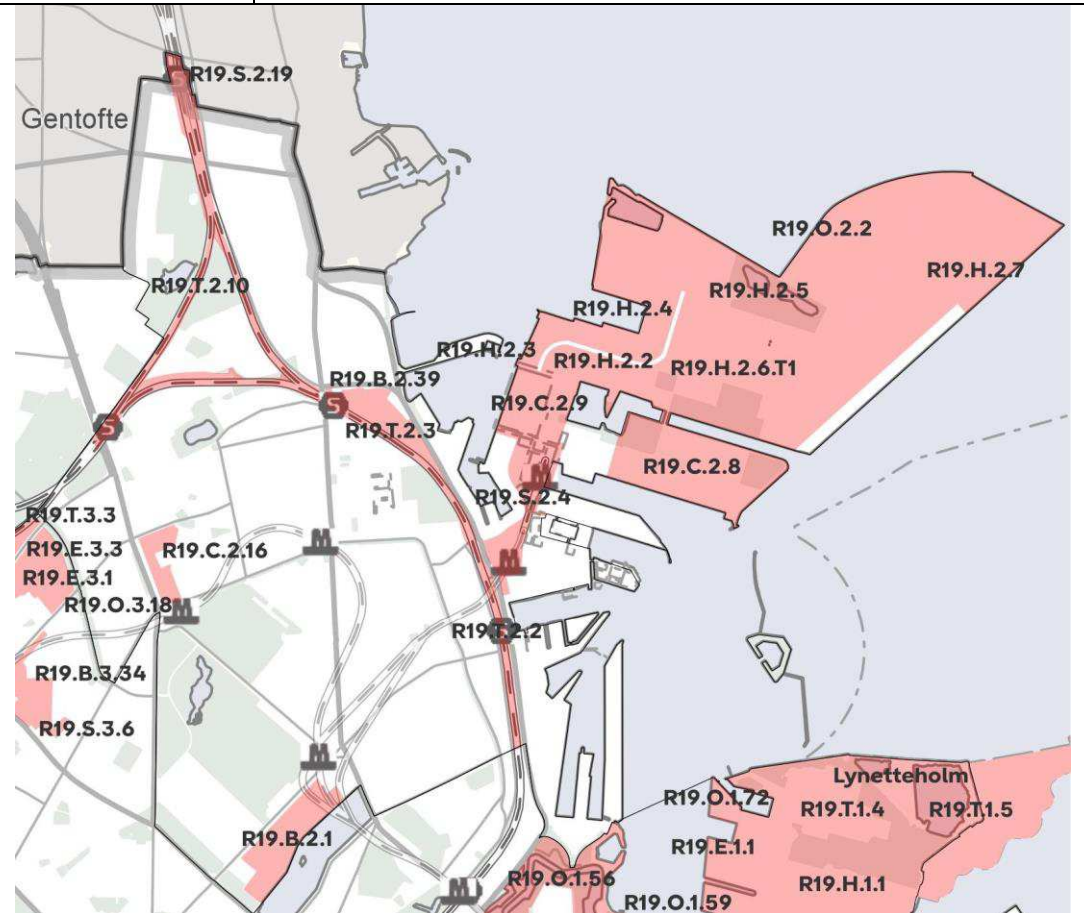 R19.S.2.19
Gentofte
R19.O.2.2
R19.H.2.7
R19.T.2.10
R19.H.2.5
R19.H.2.4
R19.H.2,3
R19.H.2.2
R19.H.2.6.T1
R19.B.2.39
S
R19.C.2.9
S
R19.T.2.3
R19.C.2.8
M
R19.S.2.4
R19.T.3.3
M
R19.E.3.3
R19.C.2.16
M
R19.E.3.1
R19.O.3.18
M
R19.T.2.2
R19.B.3,34
R19.S.3.6
M
Lynetteholm
R19.O.1,72
R19.T.1.4
R19.T.1.5
R19.B.2.1
R19.E.1.1
R19.O.1.56
R19.H.1.1
M
R19.O.1.59